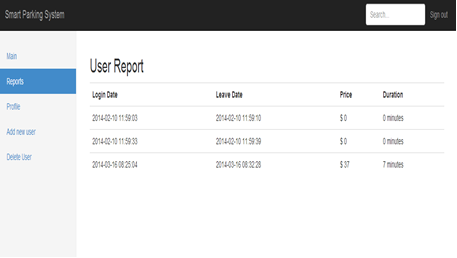 Smart Parking System
Search...
Sign out
Main
Reports
Profile
Add new user
Delete User
User Report
Login Date Leave Date Price Duration
2014-02-10 11:59:03 2014-02-10 11:59:10 $ 0 0 minutes
2014-02-10 11:59:33 2014-02-10 11:59:39 $ 0 0 minutes
2014-03-16 08:25:04 2014-03-16 08:32:28 $ 37 7 minutes